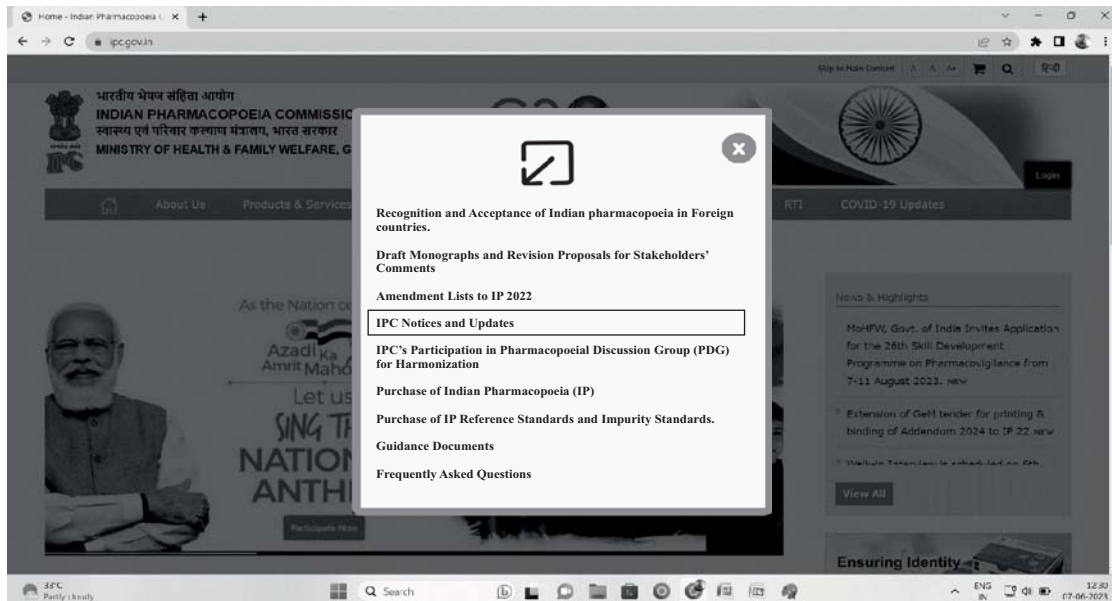 Home - Indian Pharmacopoeia C
ipc.gov.in
Skip to Main Content A- A A+ हिन्दी
भारतीय भेषज संहिता आयोग
INDIAN PHARMACOPOEIA COMMISSIO
स्वास्थ्य एवं परिवार कल्याण मंत्रालय, भारत सरकार
MINISTRY OF HEALTH & FAMILY WELFARE, G
Login
About Us Products & Services RTI COVID-19 Updates
Recognition and Acceptance of Indian pharmacopoeia in Foreign
countries.
Draft Monographs and Revision Proposals for Stakeholders’
Comments
Amendment Lists to IP 2022
IPC Notices and Updates
IPC’s Participation in Pharmacopoeial Discussion Group (PDG)
for Harmonization
Purchase of Indian Pharmacopoeia (IP)
Purchase of IP Reference Standards and Impurity Standards.
Guidance Documents
Frequently Asked Questions
As the Nation ce
Azadi Ka
Amrit Maho
Let us
SING TH
NATION
ANTHE
Participate Now
News & Highlights
MoHFW, Govt. of India Invites Application
for the 26th Skill Development
Programme on Pharmacovigilance from
7-11 August 2023. NEW
Extension of GeM tender for printing &
binding of Addendum 2024 to IP 22 NEW
Walk-in Interview is scheduled on 6th
View All
Ensuring Identity
33°C
Partly cloudy
Search
ENG
IN
12:30
07-06-2023